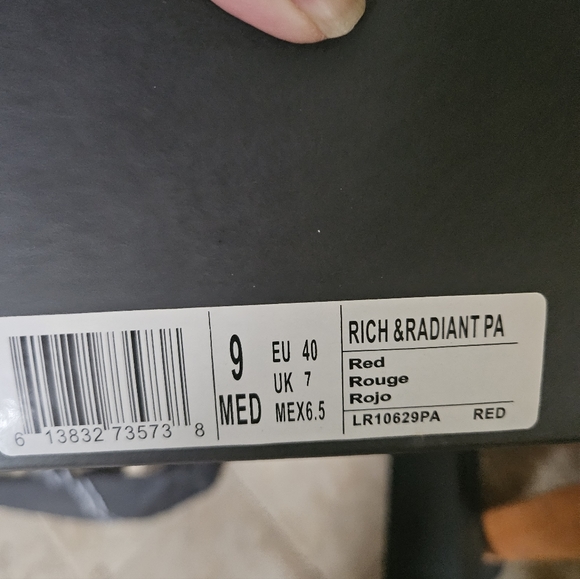 6 13832 73573 8
9
MED
EU 40
UK 7
MEX6.5
RICH &RADIANT PA
Red
Rouge
Rojo
LR10629PA RED